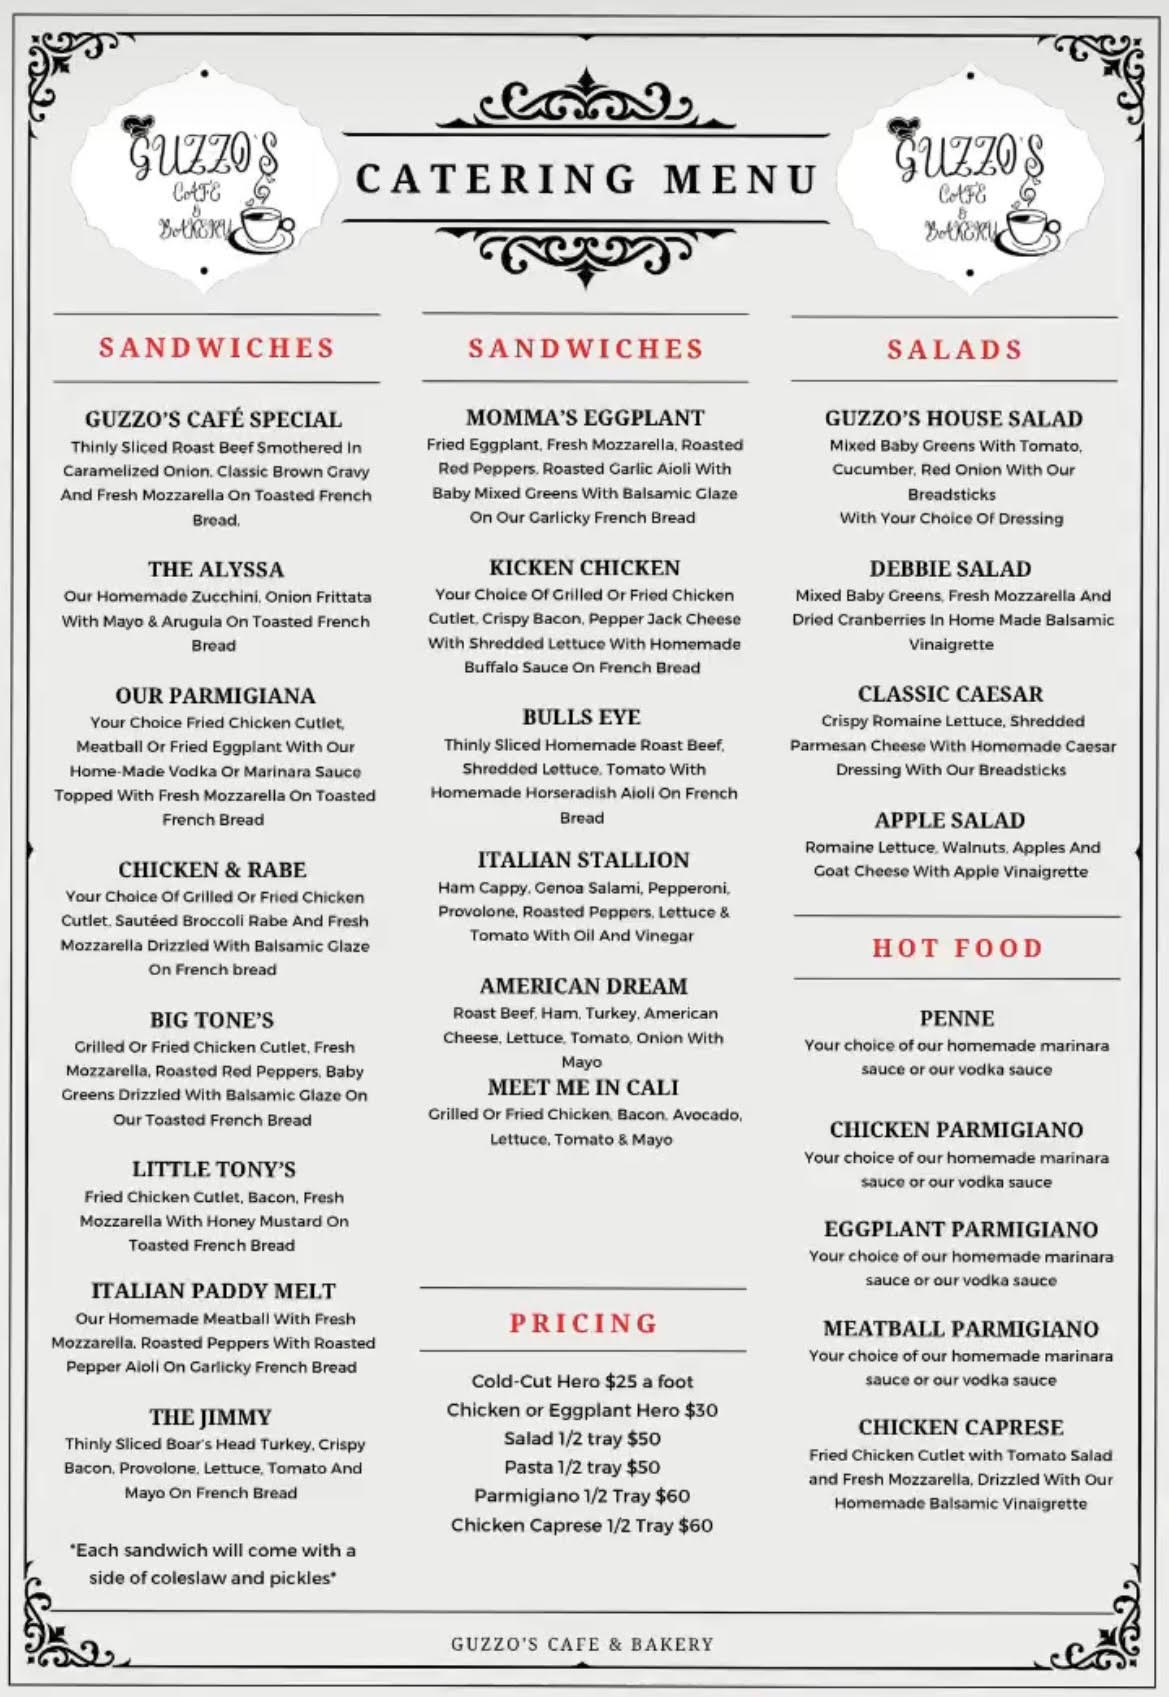 GUZZO'S
CAFÉ
&
BAKERY
CATERING MENU
GUZZO'S
CAFÉ
&
BAKERY
SANDWICHES
GUZZO'S CAFÉ SPECIAL
Thinly Sliced Roast Beef Smothered In
Caramelized Onion, Classic Brown Gravy
And Fresh Mozzarella On Toasted French
Bread.
THE ALYSSA
Our Homemade Zucchini, Onion Frittata
With Mayo & Arugula On Toasted French
Bread
OUR PARMIGIANA
Your Choice Fried Chicken Cutlet,
Meatball Or Fried Eggplant With Our
Home-Made Vodka Or Marinara Sauce
Topped With Fresh Mozzarella On Toasted
French Bread
CHICKEN & RABE
Your Choice Of Grilled Or Fried Chicken
Cutlet, Sautéed Broccoli Rabe And Fresh
Mozzarella Drizzled With Balsamic Glaze
On French bread
BIG TONE'S
Grilled Or Fried Chicken Cutlet, Fresh
Mozzarella, Roasted Red Peppers, Baby
Greens Drizzled With Balsamic Glaze On
Our Toasted French Bread
LITTLE TONY'S
Fried Chicken Cutlet, Bacon, Fresh
Mozzarella With Honey Mustard On
Toasted French Bread
ITALIAN PADDY MELT
Our Homemade Meatball With Fresh
Mozzarella, Roasted Peppers With Roasted
Pepper Aioli On Garlicky French Bread
THE JIMMY
Thinly Sliced Boar's Head Turkey, Crispy
Bacon, Provolone, Lettuce, Tomato And
Mayo On French Bread
*Each sandwich will come with a
side of coleslaw and pickles*
SANDWICHES
MOMMA'S EGGPLANT
Fried Eggplant, Fresh Mozzarella, Roasted
Red Peppers, Roasted Garlic Aioli With
Baby Mixed Greens With Balsamic Glaze
On Our Garlicky French Bread
KICKEN CHICKEN
Your Choice Of Grilled Or Fried Chicken
Cutlet, Crispy Bacon, Pepper Jack Cheese
With Shredded Lettuce With Homemade
Buffalo Sauce On French Bread
BULLS EYE
Thinly Sliced Homemade Roast Beef,
Shredded Lettuce, Tomato With
Homemade Horseradish Aioli On French
Bread
ITALIAN STALLION
Ham Cappy, Genoa Salami, Pepperoni,
Provolone, Roasted Peppers, Lettuce &
Tomato With Oil And Vinegar
AMERICAN DREAM
Roast Beef, Ham, Turkey, American
Cheese, Lettuce, Tomato, Onion With
Mayo
MEET ME IN CALI
Grilled Or Fried Chicken, Bacon, Avocado,
Lettuce, Tomato & Mayo
PRICING
Cold-Cut Hero $25 a foot
Chicken or Eggplant Hero $30
Salad 1/2 tray $50
Pasta 1/2 tray $50
Parmigiano 1/2 Tray $60
Chicken Caprese 1/2 Tray $60
SALADS
GUZZO'S HOUSE SALAD
Mixed Baby Greens With Tomato,
Cucumber, Red Onion With Our
Breadsticks
With Your Choice Of Dressing
DEBBIE SALAD
Mixed Baby Greens, Fresh Mozzarella And
Dried Cranberries In Home Made Balsamic
Vinaigrette
CLASSIC CAESAR
Crispy Romaine Lettuce, Shredded
Parmesan Cheese With Homemade Caesar
Dressing With Our Breadsticks
APPLE SALAD
Romaine Lettuce, Walnuts, Apples And
Goat Cheese With Apple Vinaigrette
HOT FOOD
PENNE
Your choice of our homemade marinara
sauce or our vodka sauce
CHICKEN PARMIGIANO
Your choice of our homemade marinara
sauce or our vodka sauce
EGGPLANT PARMIGIANO
Your choice of our homemade marinara
sauce or our vodka sauce
MEATBALL PARMIGIANO
Your choice of our homemade marinara
sauce or our vodka sauce
CHICKEN CAPRESE
Fried Chicken Cutlet with Tomato Salad
and Fresh Mozzarella, Drizzled With Our
Homemade Balsamic Vinaigrette
GUZZO'S CAFE & BAKERY